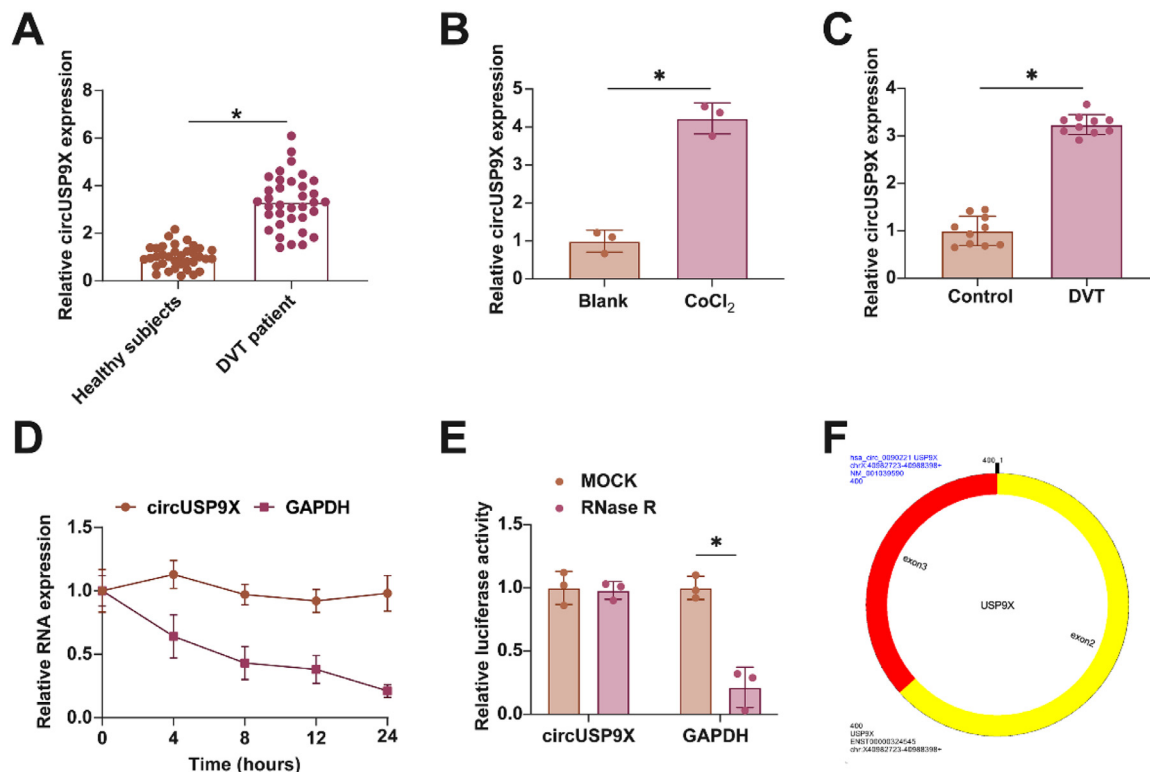 A
Relative circUSP9X expression
8
6
4
2
0
*
Healthy subjects
DVT patient
B
Relative circUSP9X expression
5
4
3
2
1
0
*
Blank
CoCl₂
C
Relative circUSP9X expression
4
3
2
1
0
*
Control
DVT
D
circUSP9X
GAPDH
Relative RNA expression
1.5
1.0
0.5
0.0
0
4
8
12
24
Time (hours)
E
MOCK
RNase R
Relative luciferase activity
1.5
1.0
0.5
0.0
*
circUSP9X
GAPDH
F
hsa_circ_0090221 USP9X
chrX:40982723-40988398+
NM_001039590
400
400_1
exon3
USP9X
exon2
400
USP9X
ENST00000324545
chr.X40982723-40988398+